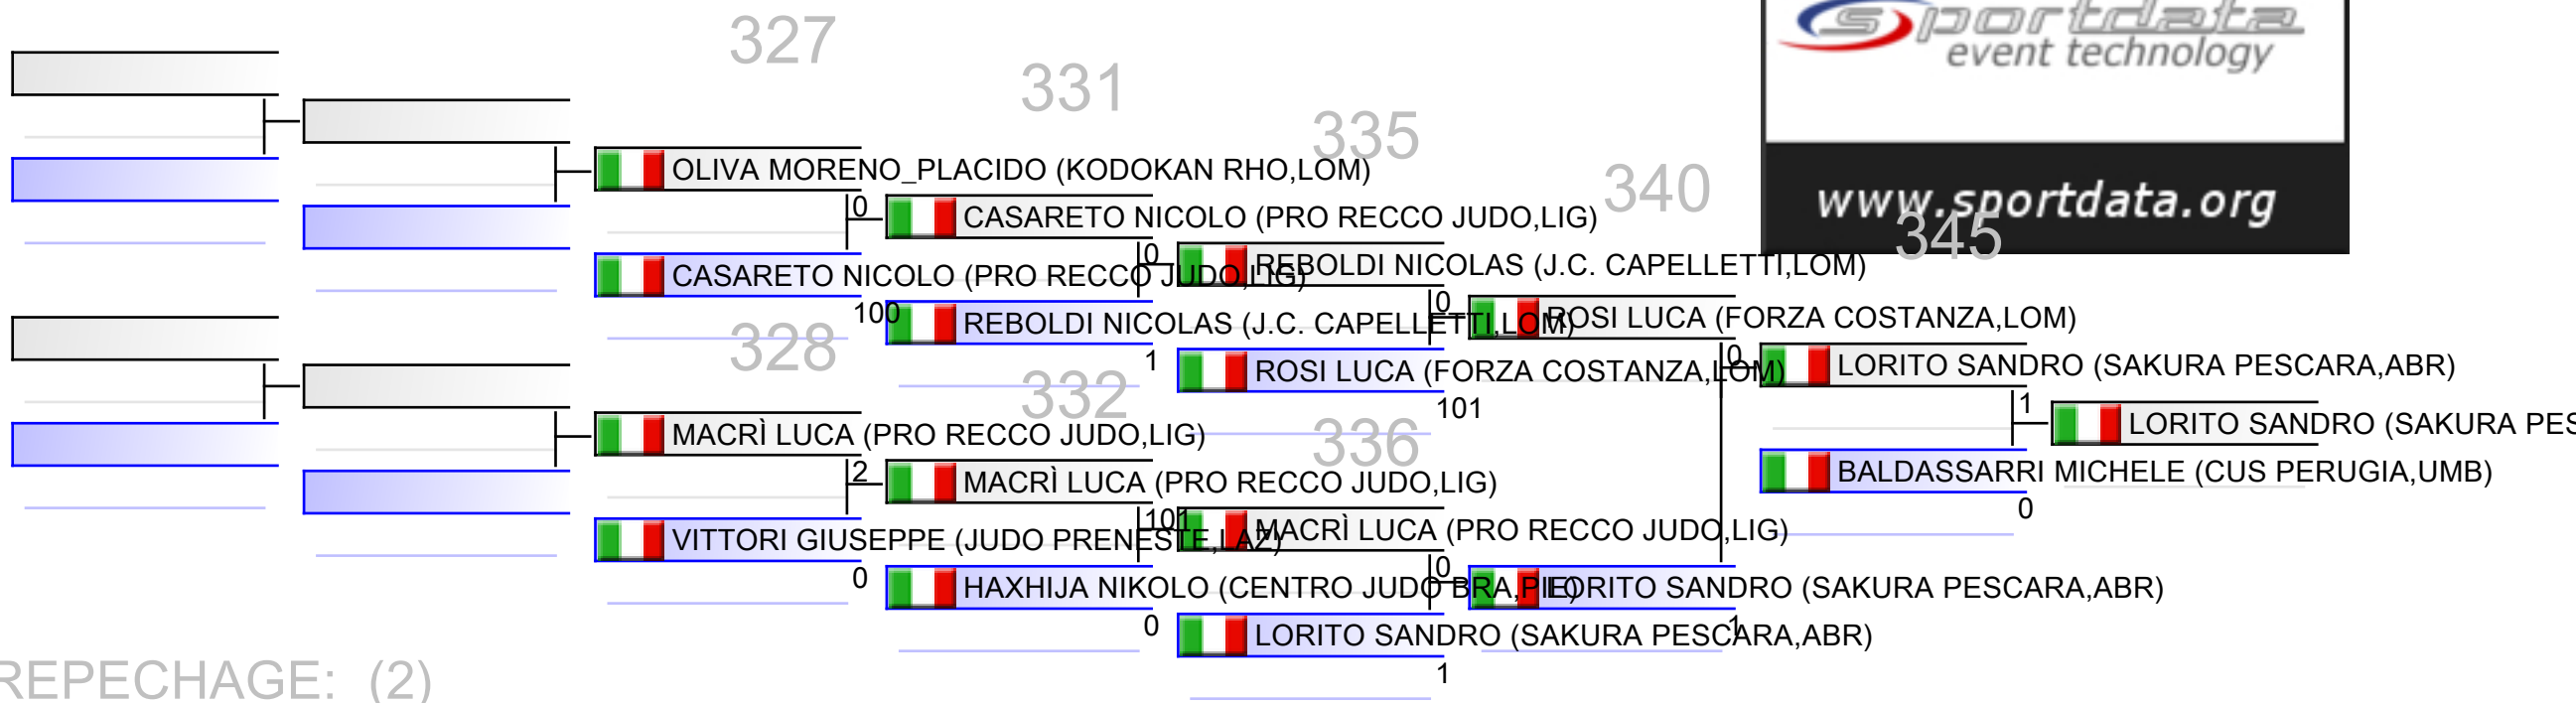 327
sportdata
event technology
331
335
OLIVA MORENO_PLACIDO (KODOKAN RHO,LOM)
340
www.sportdata.org
0
CASARETO NICOLO (PRO RECCO JUDO,LIG)
345
0
REBOLDI NICOLAS (J.C. CAPELLETTI,LOM)
CASARETO NICOLO (PRO RECCO JUDO,LIG)
100
0
ROSI LUCA (FORZA COSTANZA,LOM)
REBOLDI NICOLAS (J.C. CAPELLETTI,LOM)
328
1
0
LORITO SANDRO (SAKURA PESCARA,ABR)
ROSI LUCA (FORZA COSTANZA,LOM)
332
101
1
LORITO SANDRO (SAKURA PES
MACRÌ LUCA (PRO RECCO JUDO,LIG)
336
2
BALDASSARRI MICHELE (CUS PERUGIA,UMB)
MACRÌ LUCA (PRO RECCO JUDO,LIG)
0
101
MACRÌ LUCA (PRO RECCO JUDO,LIG)
VITTORI GIUSEPPE (JUDO PRENESTE,LAZ)
0
0
HAXHIJA NIKOLO (CENTRO JUDO BRA,PIE)
LORITO SANDRO (SAKURA PESCARA,ABR)
0
1
LORITO SANDRO (SAKURA PESCARA,ABR)
1
REPECHAGE: (2)